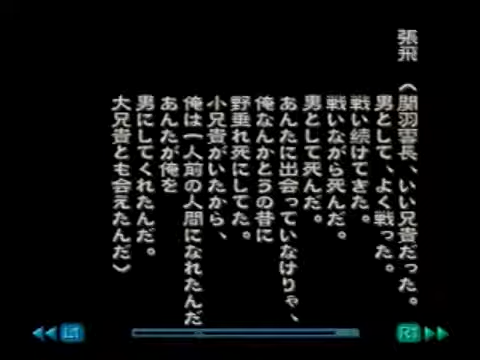 張飛
（関羽雲長、いい兄貴だった。
男として、よく戦った。
戦い続けてきた。
戦いながら死んだ。
男として死んだ。
あんたに出会っていなけりゃ、
俺なんかとうの昔に
野垂れ死にしてた。
小兄貴がいたから、
俺は一人前の人間になれたんだ
あんたが俺を
男にしてくれたんだ。
大兄貴とも会えたんだ）
L1
R1